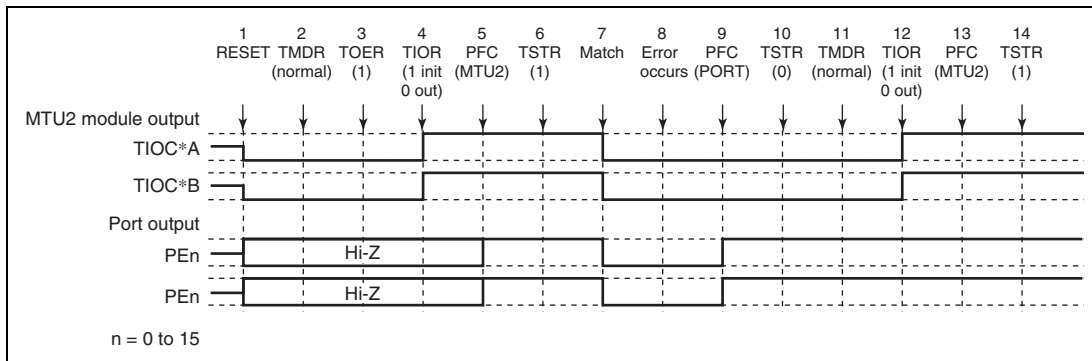 1 2 3 4 5 6 7 8 9 10 11 12 13 14
RESET TMDR TOER TIOR PFC TSTR Match Error PFC TSTR TMDR TIOR PFC TSTR
(normal) (1) (1 init (MTU2) (1) occurs (PORT) (0) (normal) (1 init (MTU2) (1)
0 out) 0 out)
MTU2 module output
TIOC*A
TIOC*B
Port output
PEn Hi-Z
PEn Hi-Z
n = 0 to 15